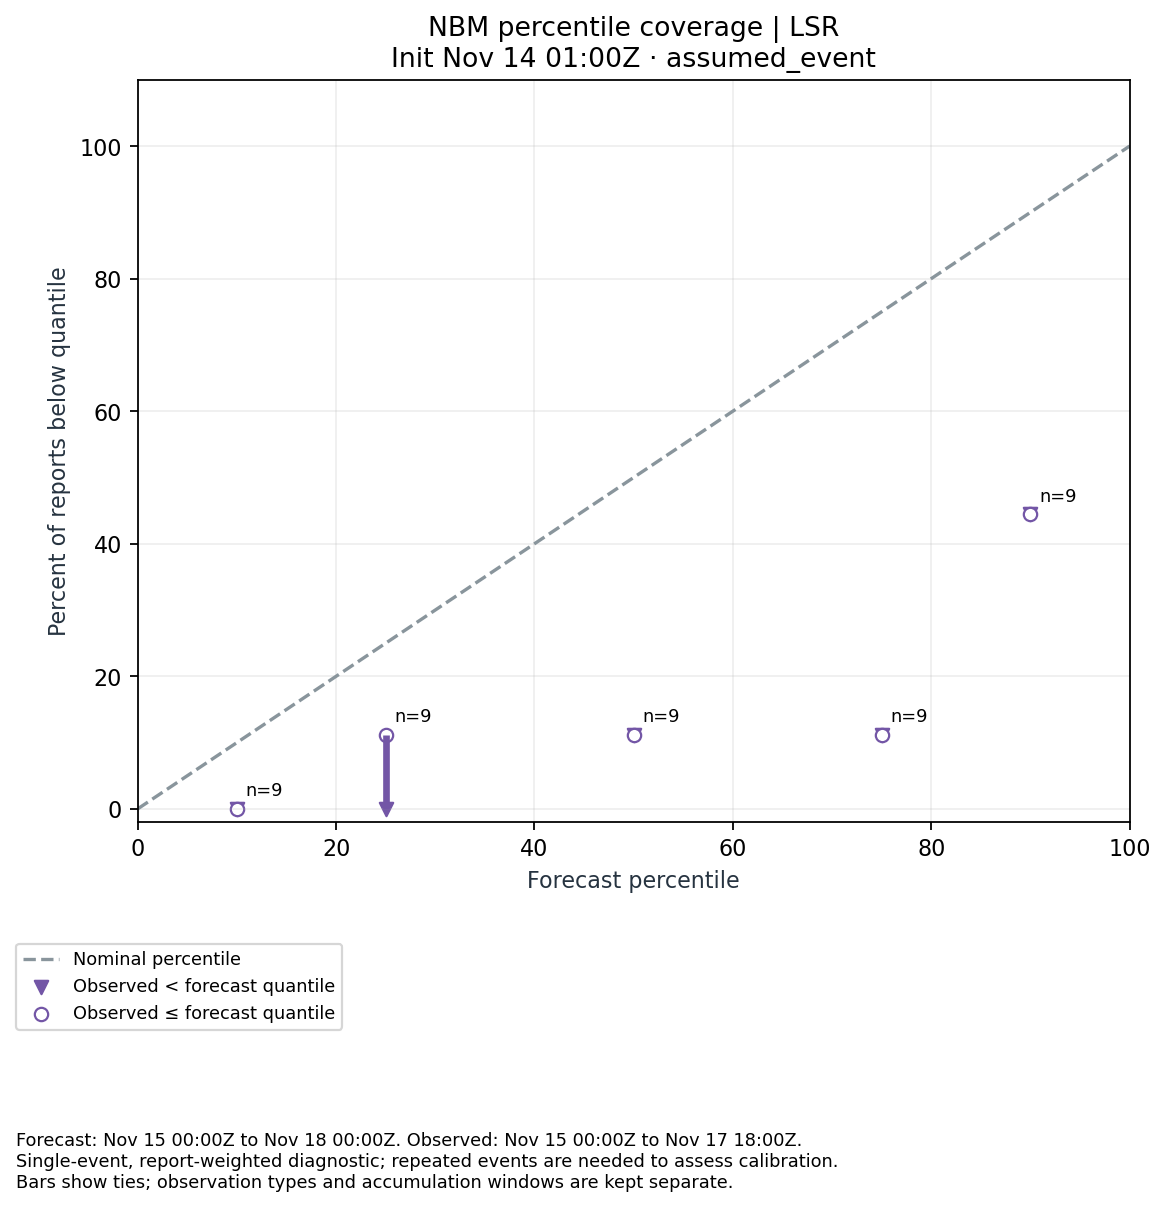 NBM percentile coverage | LSR
Init Nov 14 01:00Z · assumed_event
Percent of reports below quantile
100
80
60
40
20
0
n=9
n=9
n=9
n=9
n=9
0 20 40 60 80 100
Forecast percentile
Nominal percentile
Observed < forecast quantile
Observed ≤ forecast quantile
Forecast: Nov 15 00:00Z to Nov 18 00:00Z. Observed: Nov 15 00:00Z to Nov 17 18:00Z.
Single-event, report-weighted diagnostic; repeated events are needed to assess calibration.
Bars show ties; observation types and accumulation windows are kept separate.